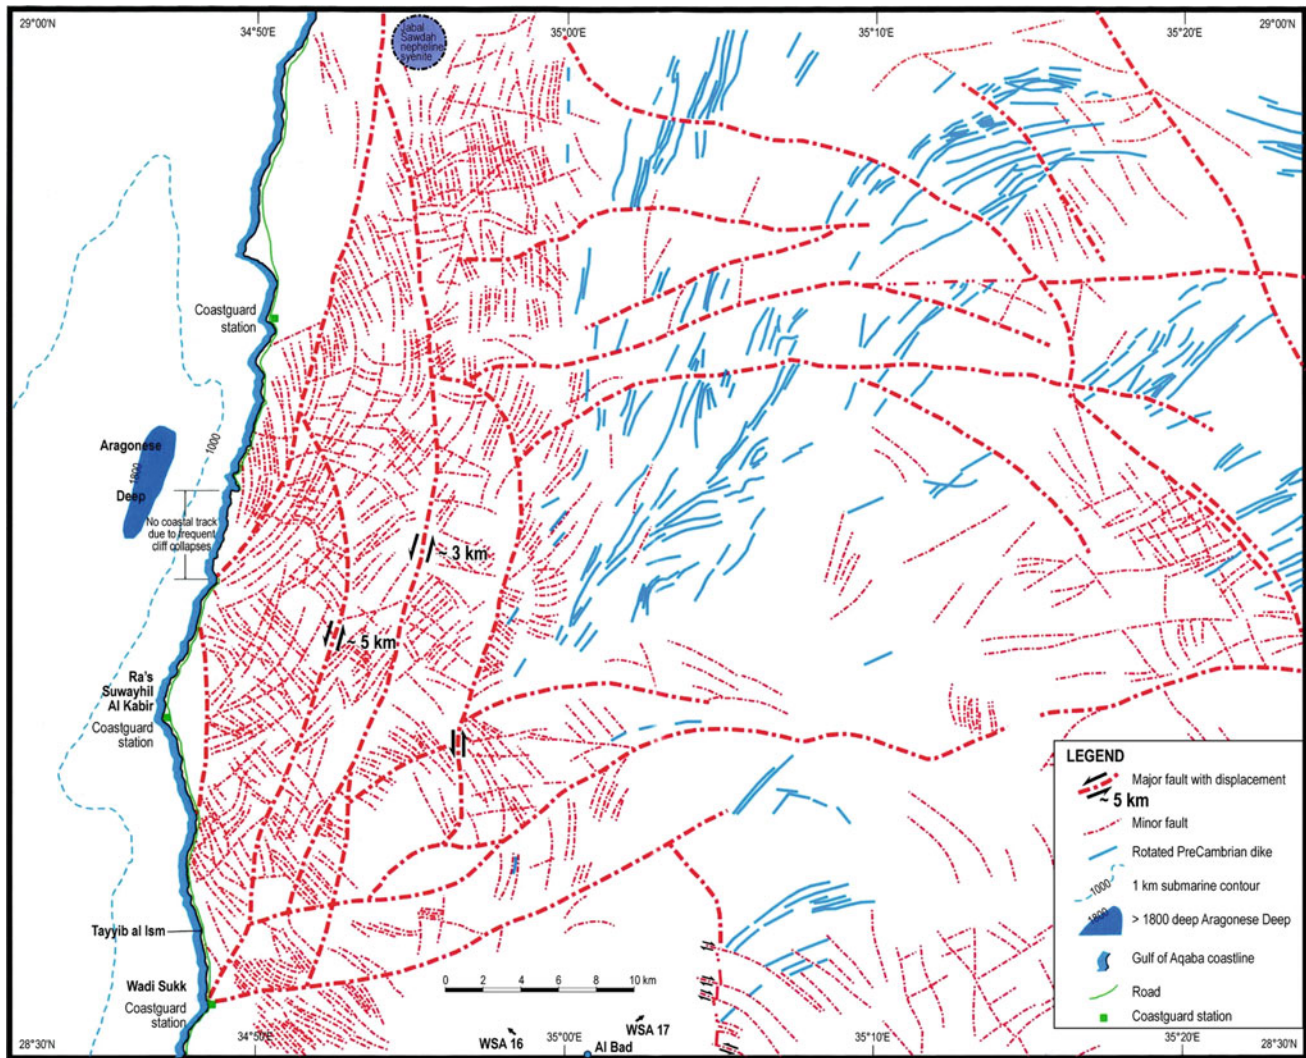 29°00'N
34°50'E
35°00'E
35°10'E
35°20'E
29°00'N
Jabal
Sawdah
nepheline
syenite
Coastguard
station
1000
Aragonese
1800
Deep
No coastal track
due to frequent
cliff collapses
~ 3 km
~ 5 km
Ra's
Suwayhil
Al Kabir
Coastguard
station
Tayyib al Ism
Wadi Sukk
Coastguard
station
0 2 4 6 8 10 km
LEGEND
Major fault with displacement
~ 5 km
Minor fault
Rotated PreCambrian dike
1000
1 km submarine contour
1800
> 1800 deep Aragonese Deep
Gulf of Aqaba coastline
Road
Coastguard station
28°30'N
34°50'E
WSA 16
35°00'E
Al Bad
WSA 17
35°10'E
35°20'E
28°30'N